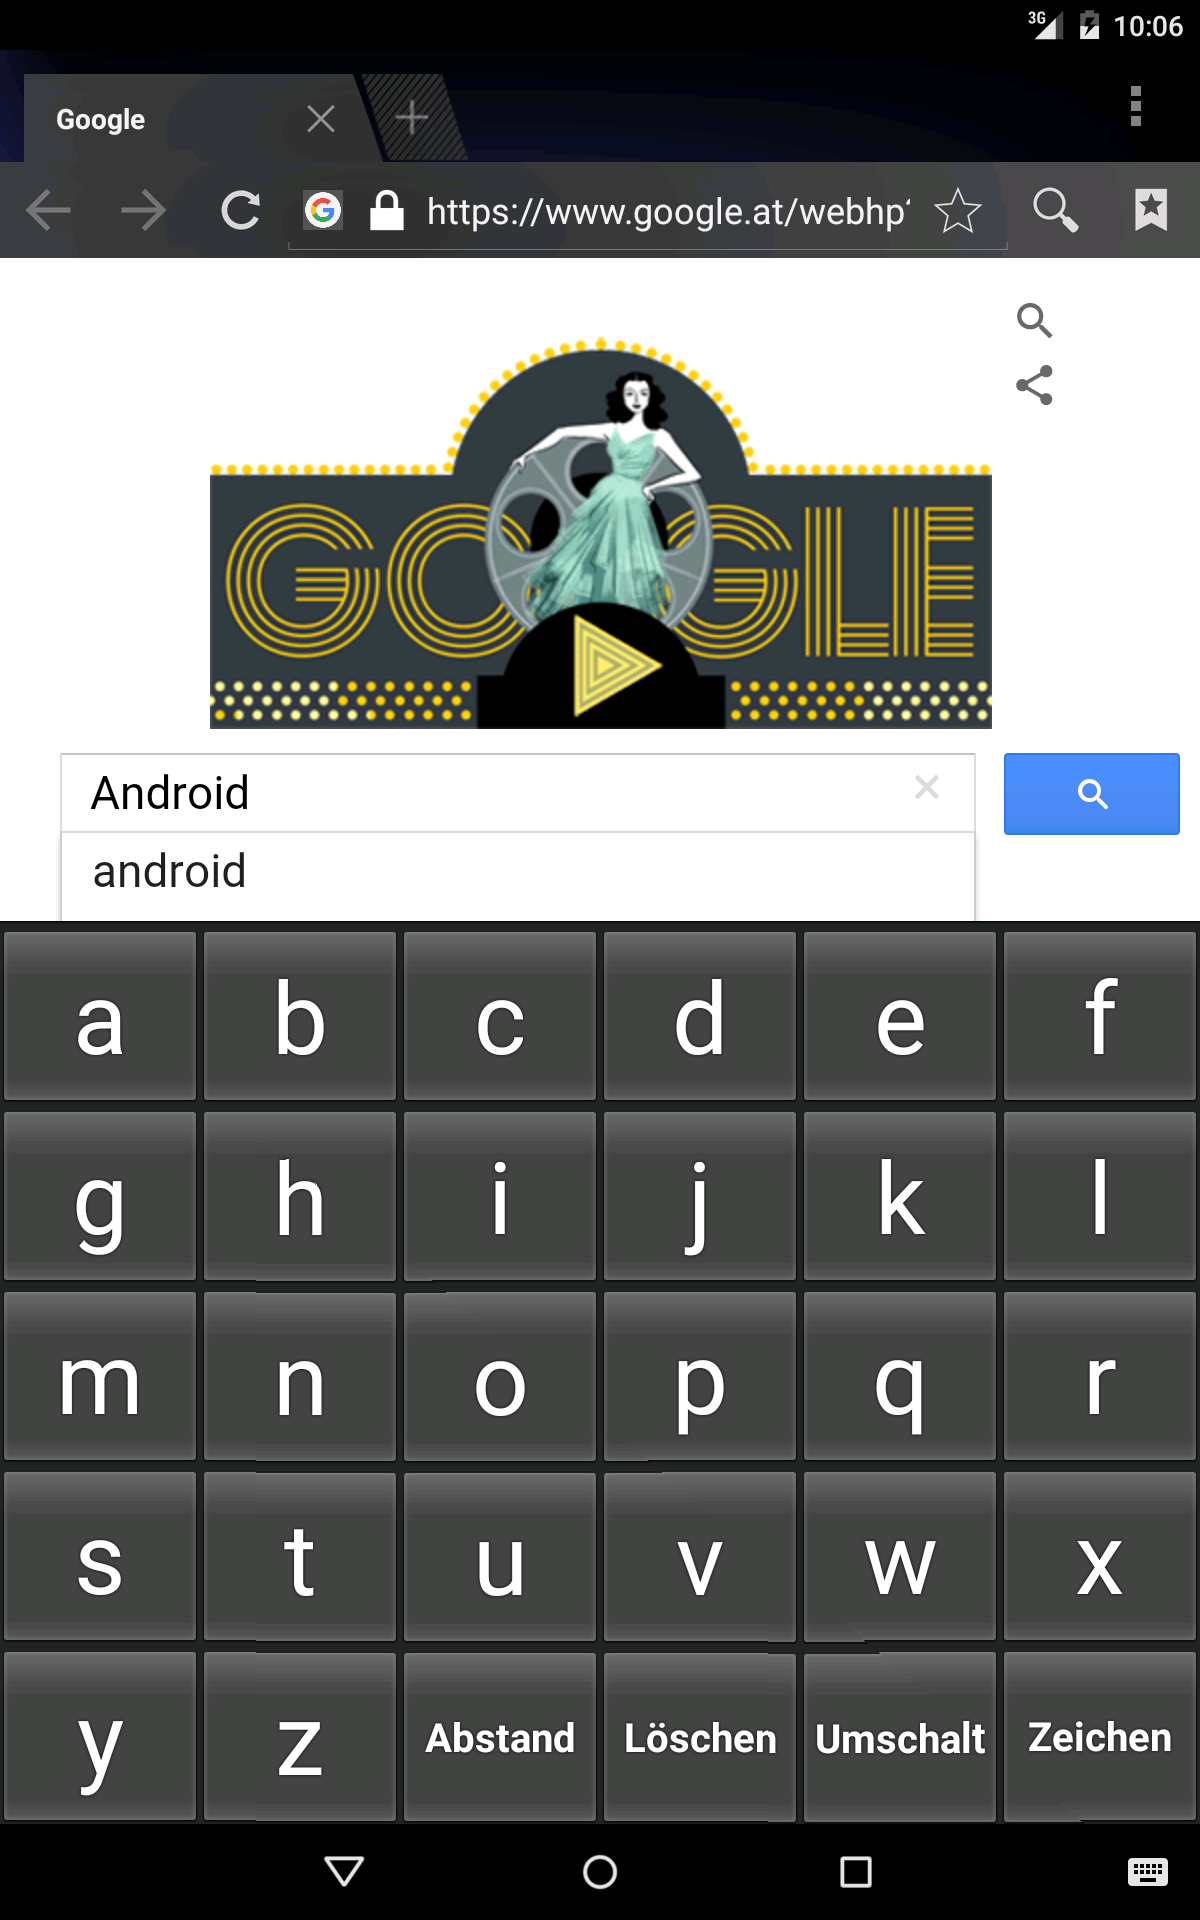 3G 10:06
Google
https://www.google.at/webhp
GOOGLE
Android
android
a b c d e f
g h i j k l
m n o p q r
s t u v w x
y z Abstand Löschen Umschalt Zeichen